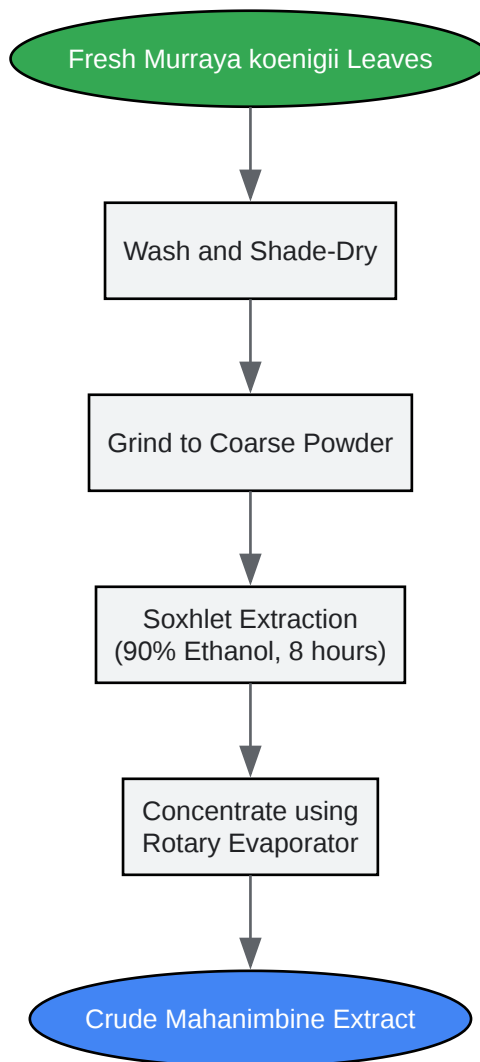 Fresh Murraya koenigii Leaves
Wash and Shade-Dry
Grind to Coarse Powder
Soxhlet Extraction
(90% Ethanol, 8 hours)
Concentrate using
Rotary Evaporator
Crude Mahanimbine Extract